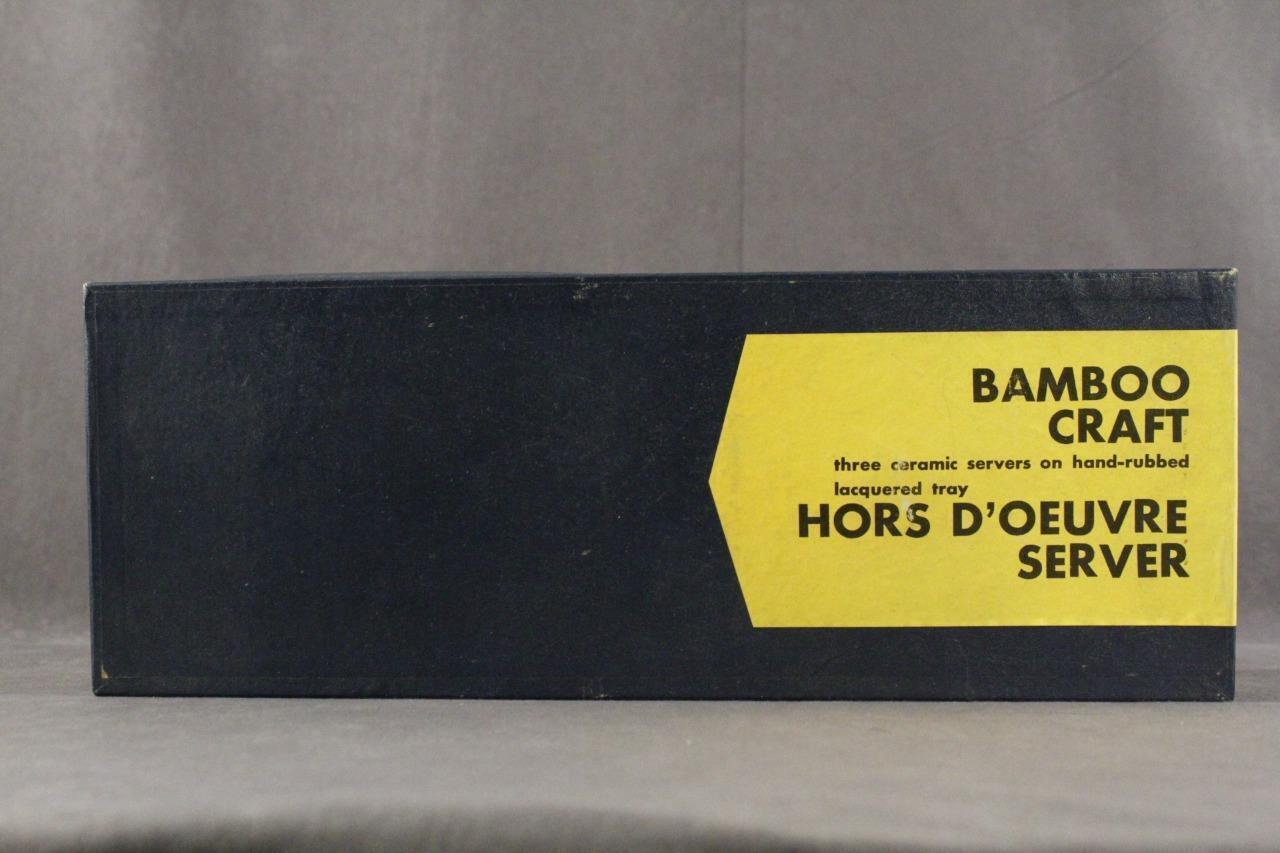 BAMBOO
CRAFT
three ceramic servers on hand-rubbed
lacquered tray
HORS D'OEUVRE
SERVER